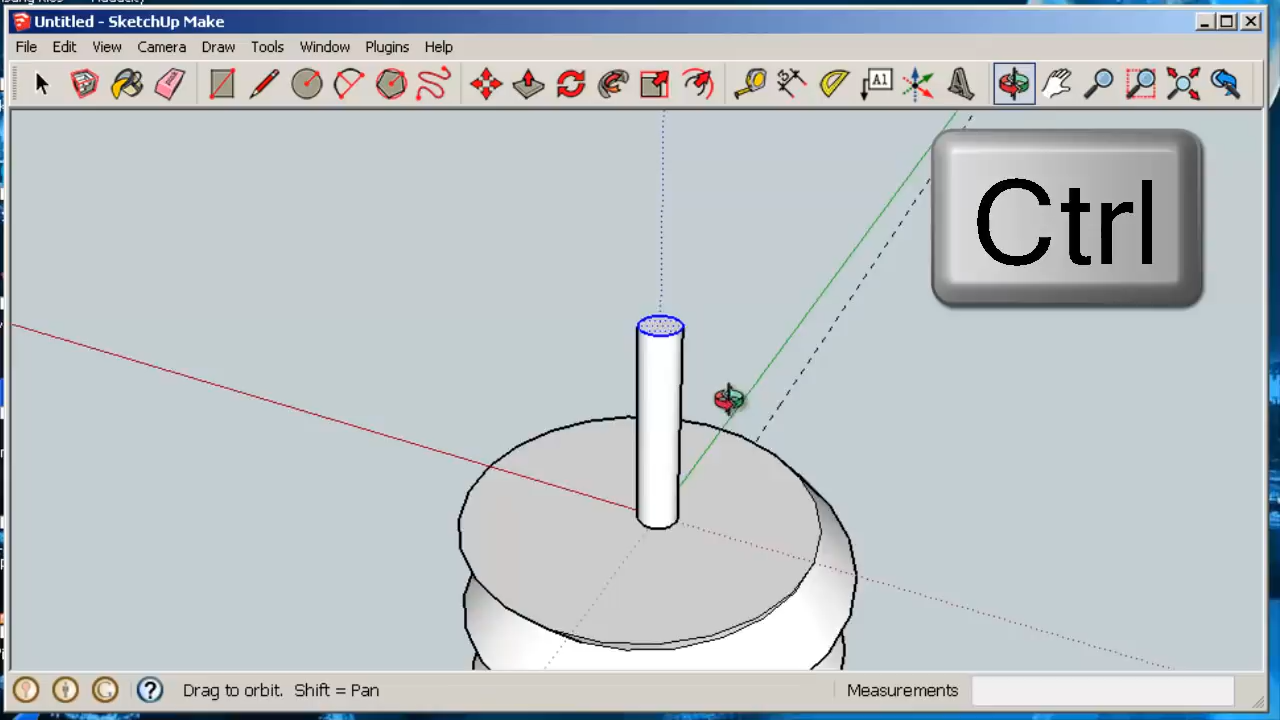 Untitled - SketchUp Make
File Edit View Camera Draw Tools Window Plugins Help
A1
Ctrl
Drag to orbit. Shift = Pan
Measurements